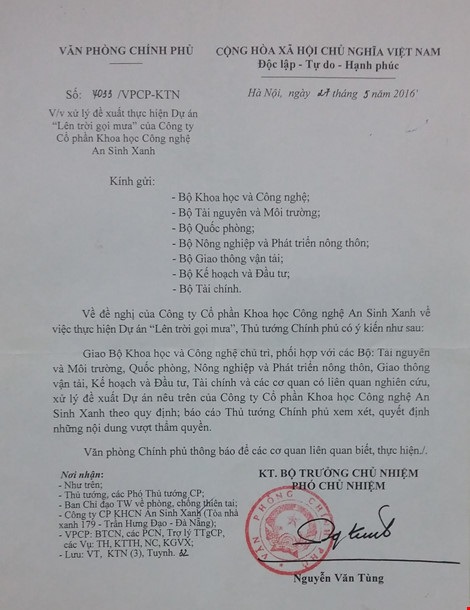 VĂN PHÒNG CHÍNH PHỦ
CỘNG HÒA XÃ HỘI CHỦ NGHĨA VIỆT NAM
Độc lập - Tự do - Hạnh phúc
Số: 4033 /VPCP-KTN
Hà Nội, ngày 27 tháng 5 năm 2016
V/v xử lý đề xuất thực hiện Dự án
“Lên trời gọi mưa” của Công ty
Cổ phần Khoa học Công nghệ
An Sinh Xanh
Kính gửi:
- Bộ Khoa học và Công nghệ;
- Bộ Tài nguyên và Môi trường;
- Bộ Quốc phòng;
- Bộ Nông nghiệp và Phát triển nông thôn;
- Bộ Giao thông vận tải;
- Bộ Kế hoạch và Đầu tư;
- Bộ Tài chính.
Về đề nghị của Công ty Cổ phần Khoa học Công nghệ An Sinh Xanh về
việc thực hiện Dự án “Lên trời gọi mưa”, Thủ tướng Chính phủ có ý kiến như sau:
Giao Bộ Khoa học và Công nghệ chủ trì, phối hợp với các Bộ: Tài nguyên
và Môi trường, Quốc phòng, Nông nghiệp và Phát triển nông thôn, Giao thông
vận tải, Kế hoạch và Đầu tư, Tài chính và các cơ quan có liên quan nghiên cứu,
xử lý đề xuất Dự án nêu trên của Công ty Cổ phần Khoa học Công nghệ An
Sinh Xanh theo quy định; báo cáo Thủ tướng Chính phủ xem xét, quyết định
những nội dung vượt thẩm quyền.
Văn phòng Chính phủ thông báo để các cơ quan liên quan biết, thực hiện./.
Nơi nhận:
- Như trên;
- Thủ tướng, các Phó Thủ tướng CP;
- Ban Chỉ đạo TW về phòng, chống thiên tai;
- Công ty CP KHCN An Sinh Xanh (Tòa nhà
xanh 179 - Trần Hưng Đạo - Đà Nẵng);
- VPCP: BTCN, các PCN, Trợ lý TTgCP,
các Vụ: TH, KTTH, NC, KGVX;
- Lưu: VT, KTN (3), Tuynh.
KT. BỘ TRƯỞNG CHỦ NHIỆM
PHÓ CHỦ NHIỆM
VĂN PHÒNG CHÍNH PHỦ
Nguyễn Văn Tùng